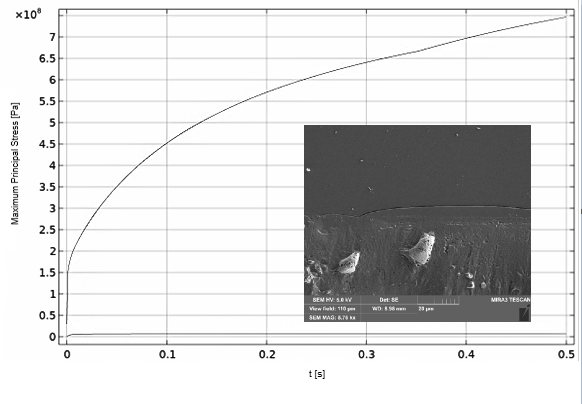 ×10⁸
7
6.5
6
5.5
5
4.5
4
3.5
3
2.5
2
1.5
1
0.5
0
Maximum Principal Stress [Pa]
0 0.1 0.2 0.3 0.4 0.5
t [s]
SEM HV: 5.0 kV Det: SE MIRA3 TESCAN
View field: 110 µm WD: 8.98 mm 20 µm
SEM MAG: 5.75 kx